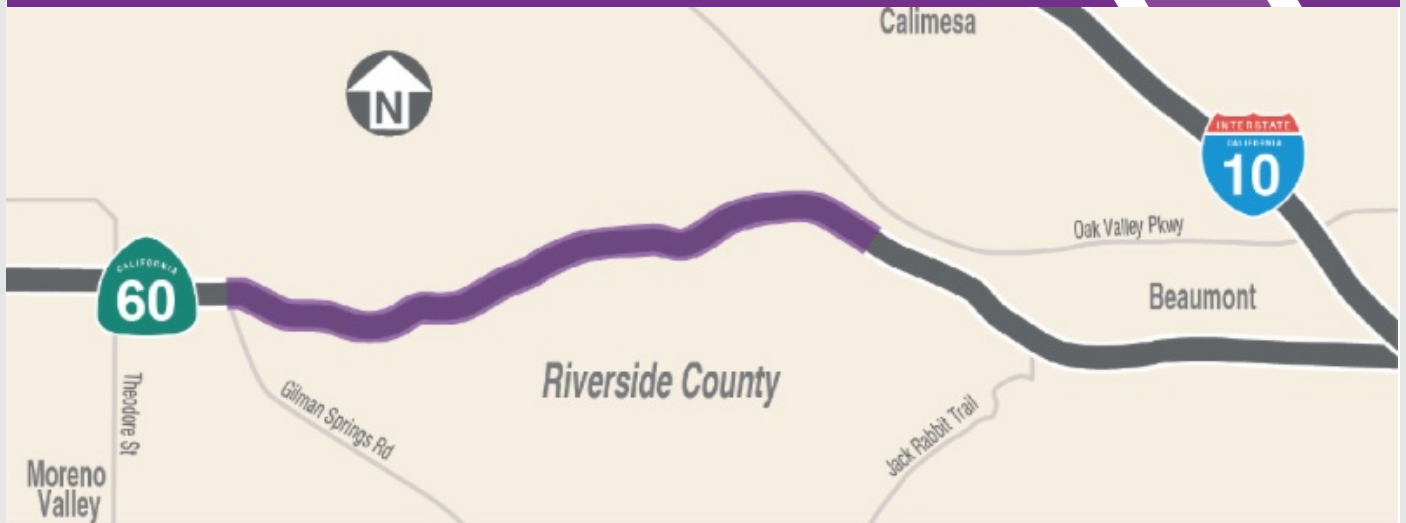 Calimesa
N
INTERSTATE
CALIFORNIA
10
Oak Valley Pkwy
CALIFORNIA
60
Beaumont
Riverside County
Theodore St
Gilman Springs Rd
Jack Rabbit Trail
Moreno
Valley